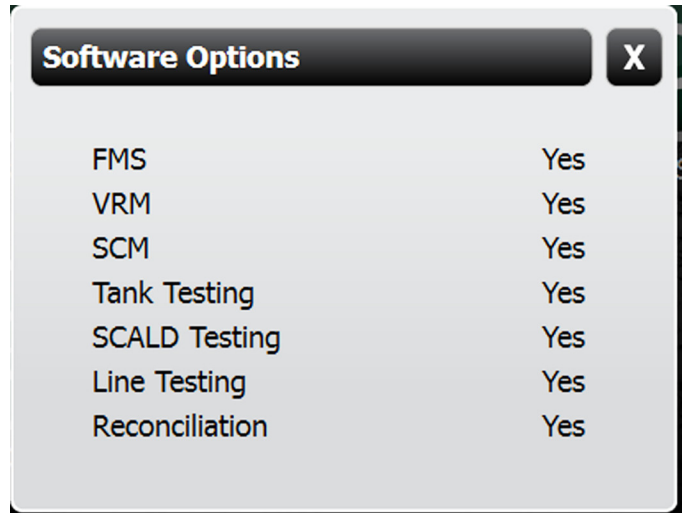 Software Options X
FMS Yes
VRM Yes
SCM Yes
Tank Testing Yes
SCALD Testing Yes
Line Testing Yes
Reconciliation Yes